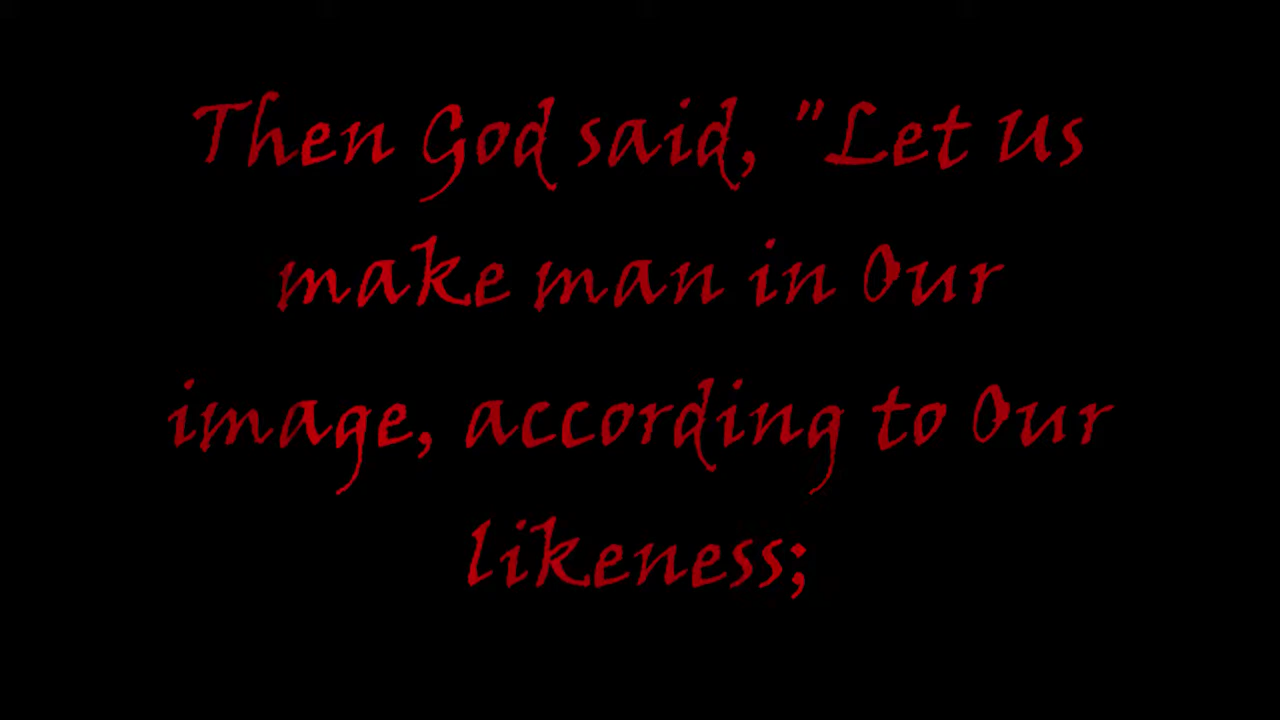 Then God said, "Let Us
make man in Our
image, according to Our
likeness;